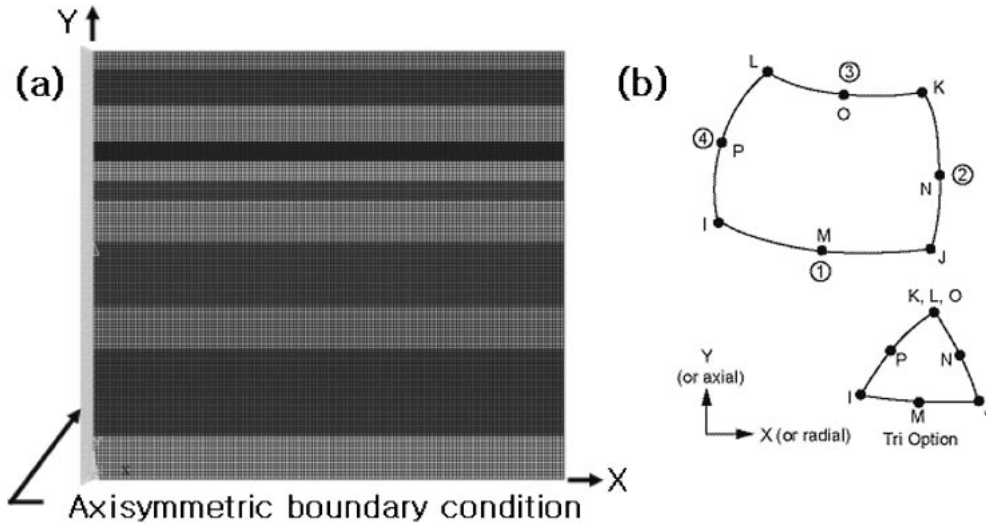 Y
(a)
X
Axisymmetric boundary condition
(b)
L
③
K
O
④
P
N
②
I
M
①
J
K, L, O
P
N
I
M
Y
(or axial)
X (or radial)
Tri Option